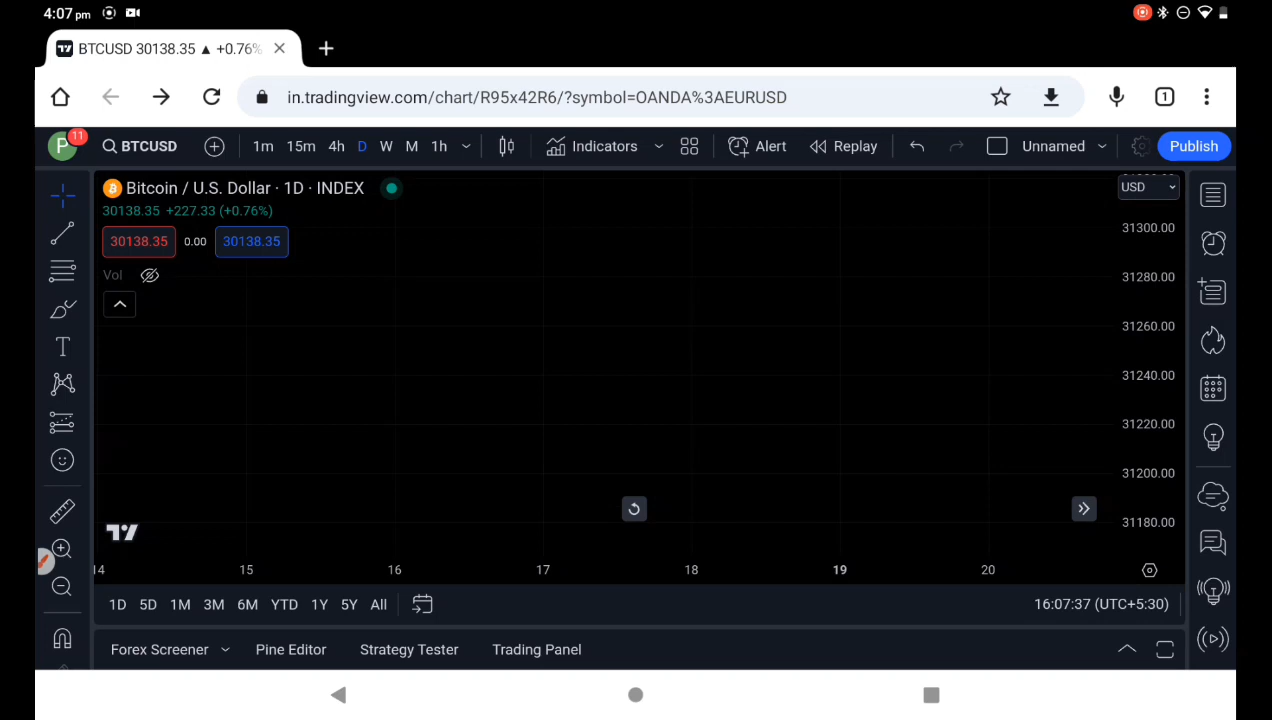 4:07 pm
BTCUSD 30138.35 ▲ +0.76%
in.tradingview.com/chart/R95x42R6/?symbol=OANDA%3AEURUSD
1
P 11 BTCUSD 1m 15m 4h D W M 1h Indicators Alert Replay Unnamed Publish
Bitcoin / U.S. Dollar · 1D · INDEX
USD
30138.35 +227.33 (+0.76%)
31300.00
30138.35 0.00 30138.35
Vol
31280.00
31260.00
31240.00
31220.00
31200.00
31180.00
14 15 16 17 18 19 20
1D 5D 1M 3M 6M YTD 1Y 5Y All
16:07:37 (UTC+5:30)
Forex Screener Pine Editor Strategy Tester Trading Panel